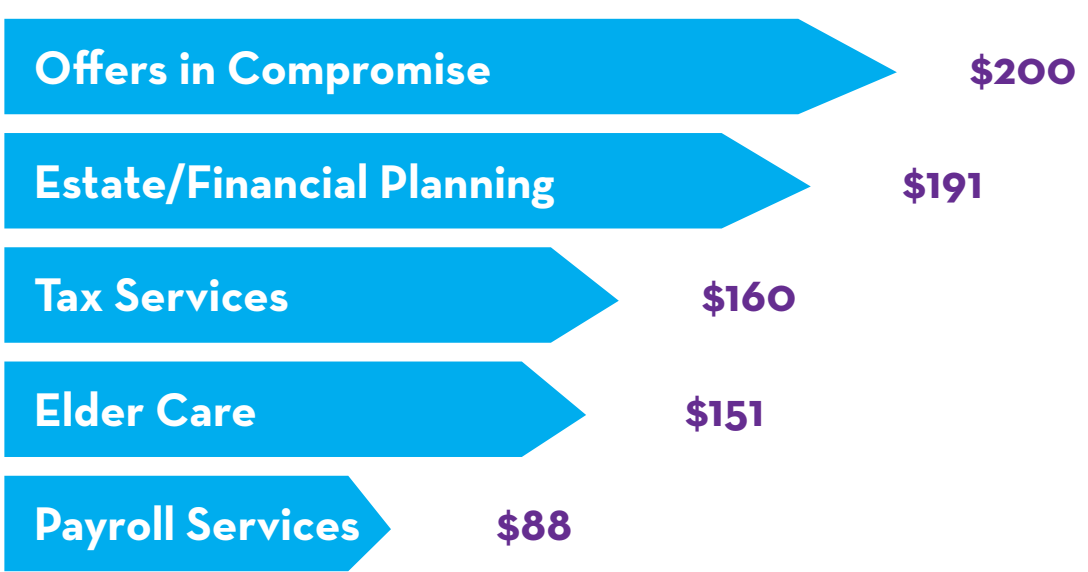 Offers in Compromise $200
Estate/Financial Planning $191
Tax Services $160
Elder Care $151
Payroll Services $88